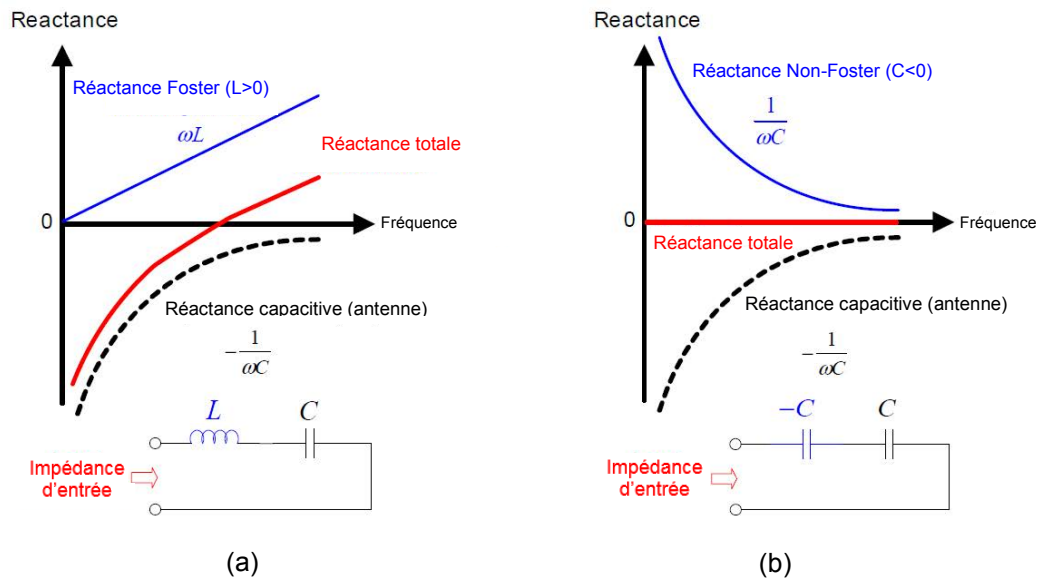 Reactance
Réactance Foster (L>0)
ωL
Réactance totale
0
Fréquence
Réactance capacitive (antenne)
-1/ωC
L
C
Impédance
d'entrée
(a)
Reactance
Réactance Non-Foster (C<0)
1/ωC
0
Fréquence
Réactance totale
Réactance capacitive (antenne)
-1/ωC
-C
C
Impédance
d'entrée
(b)